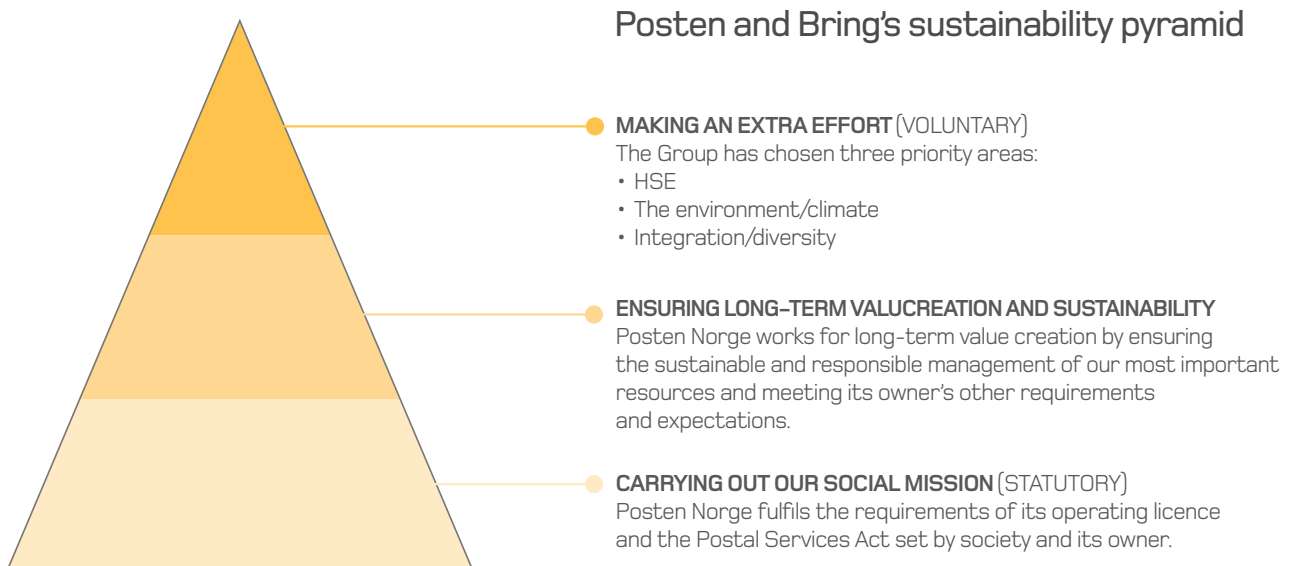 Posten and Bring's sustainability pyramid
MAKING AN EXTRA EFFORT (VOLUNTARY)
The Group has chosen three priority areas:
• HSE
• The environment/climate
• Integration/diversity
ENSURING LONG-TERM VALUCREATION AND SUSTAINABILITY
Posten Norge works for long-term value creation by ensuring
the sustainable and responsible management of our most important
resources and meeting its owner's other requirements
and expectations.
CARRYING OUT OUR SOCIAL MISSION (STATUTORY)
Posten Norge fulfils the requirements of its operating licence
and the Postal Services Act set by society and its owner.